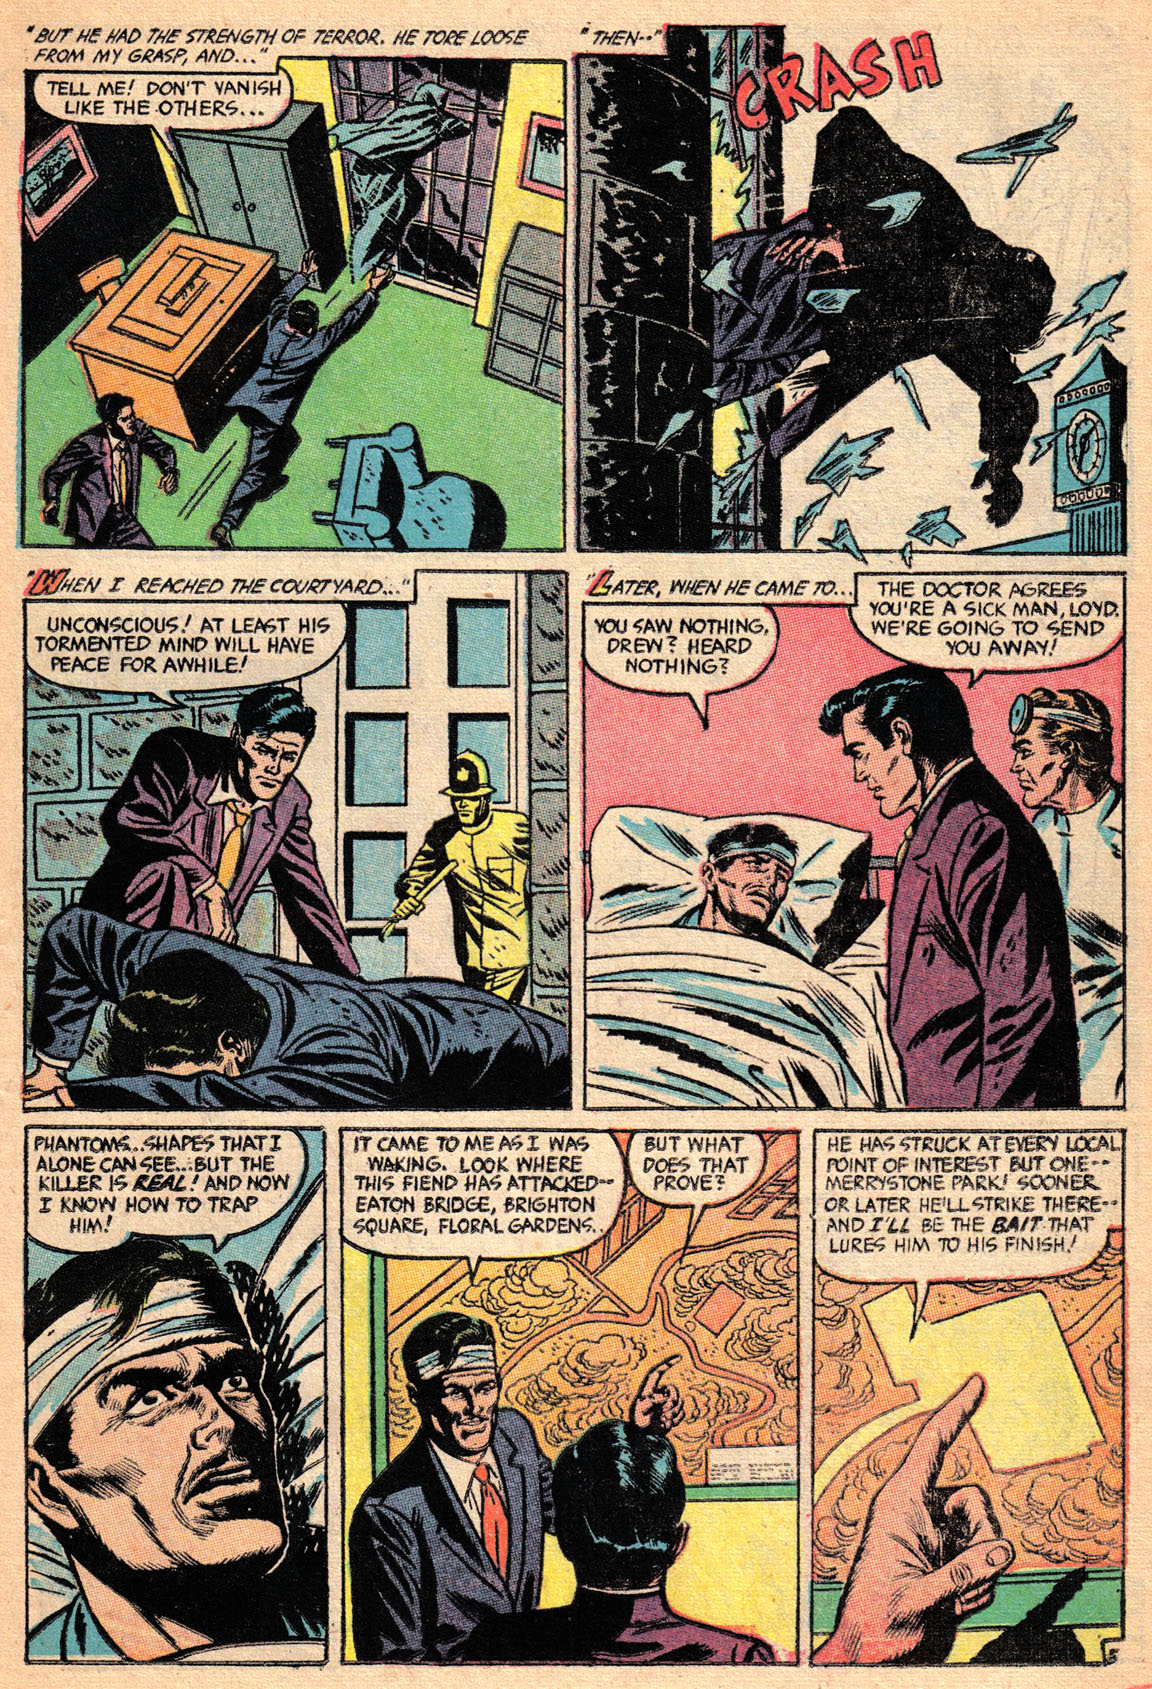 "BUT HE HAD THE STRENGTH OF TERROR. HE TORE LOOSE
FROM MY GRASP, AND..."
TELL ME! DON'T VANISH
LIKE THE OTHERS...
"THEN--"
CRASH
"WHEN I REACHED THE COURTYARD..."
UNCONSCIOUS! AT LEAST HIS
TORMENTED MIND WILL HAVE
PEACE FOR AWHILE!
"LATER, WHEN HE CAME TO...
YOU SAW NOTHING,
DREW? HEARD
NOTHING?
THE DOCTOR AGREES
YOU'RE A SICK MAN, LOYD.
WE'RE GOING TO SEND
YOU AWAY!
PHANTOMS...SHAPES THAT I
ALONE CAN SEE...BUT THE
KILLER IS REAL! AND NOW
I KNOW HOW TO TRAP
HIM!
IT CAME TO ME AS I WAS
WAKING. LOOK WHERE
THIS FIEND HAS ATTACKED--
EATON BRIDGE, BRIGHTON
SQUARE, FLORAL GARDENS..
BUT WHAT
DOES THAT
PROVE?
HE HAS STRUCK AT EVERY LOCAL
POINT OF INTEREST BUT ONE--
MERRYSTONE PARK! SOONER
OR LATER HE'LL STRIKE THERE--
AND I'LL BE THE BAIT THAT
LURES HIM TO HIS FINISH!
5